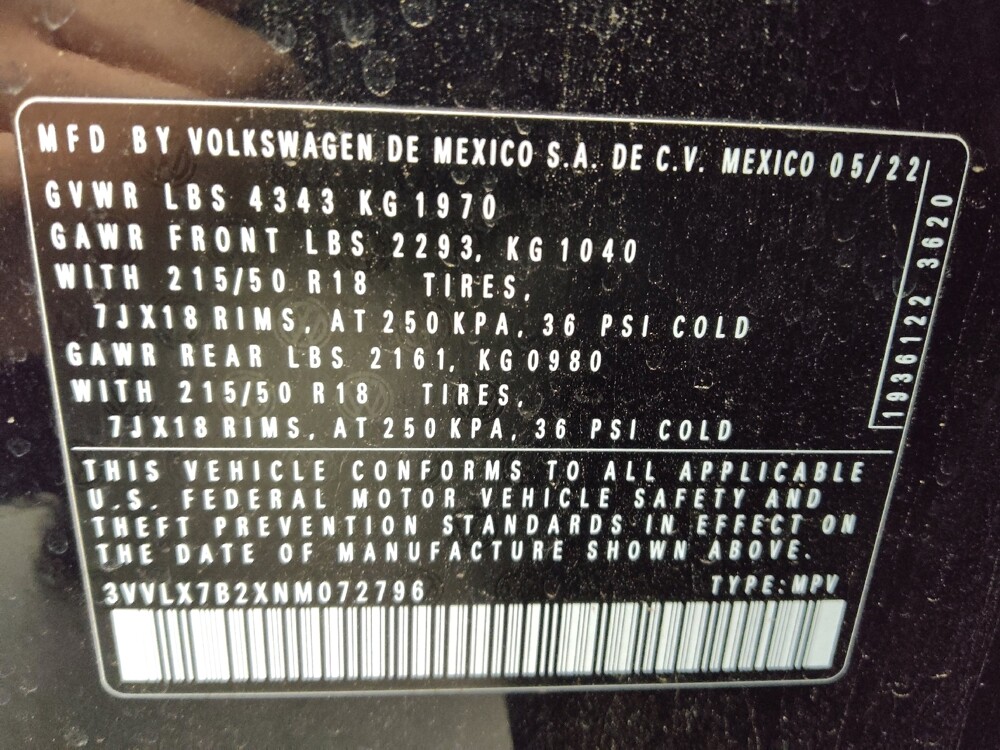 MFD BY VOLKSWAGEN DE MEXICO S.A. DE C.V. MEXICO 05/22
GVWR LBS 4343 KG 1970
GAWR FRONT LBS 2293, KG 1040
WITH 215/50 R18 TIRES,
7JX18 RIMS, AT 250 KPA, 36 PSI COLD
GAWR REAR LBS 2161, KG 0980
WITH 215/50 R18 TIRES,
7JX18 RIMS, AT 250 KPA, 36 PSI COLD
1936122 3620
THIS VEHICLE CONFORMS TO ALL APPLICABLE
U.S. FEDERAL MOTOR VEHICLE SAFETY AND
THEFT PREVENTION STANDARDS IN EFFECT ON
THE DATE OF MANUFACTURE SHOWN ABOVE.
3VVLX7B2XNM072796 TYPE: MPV